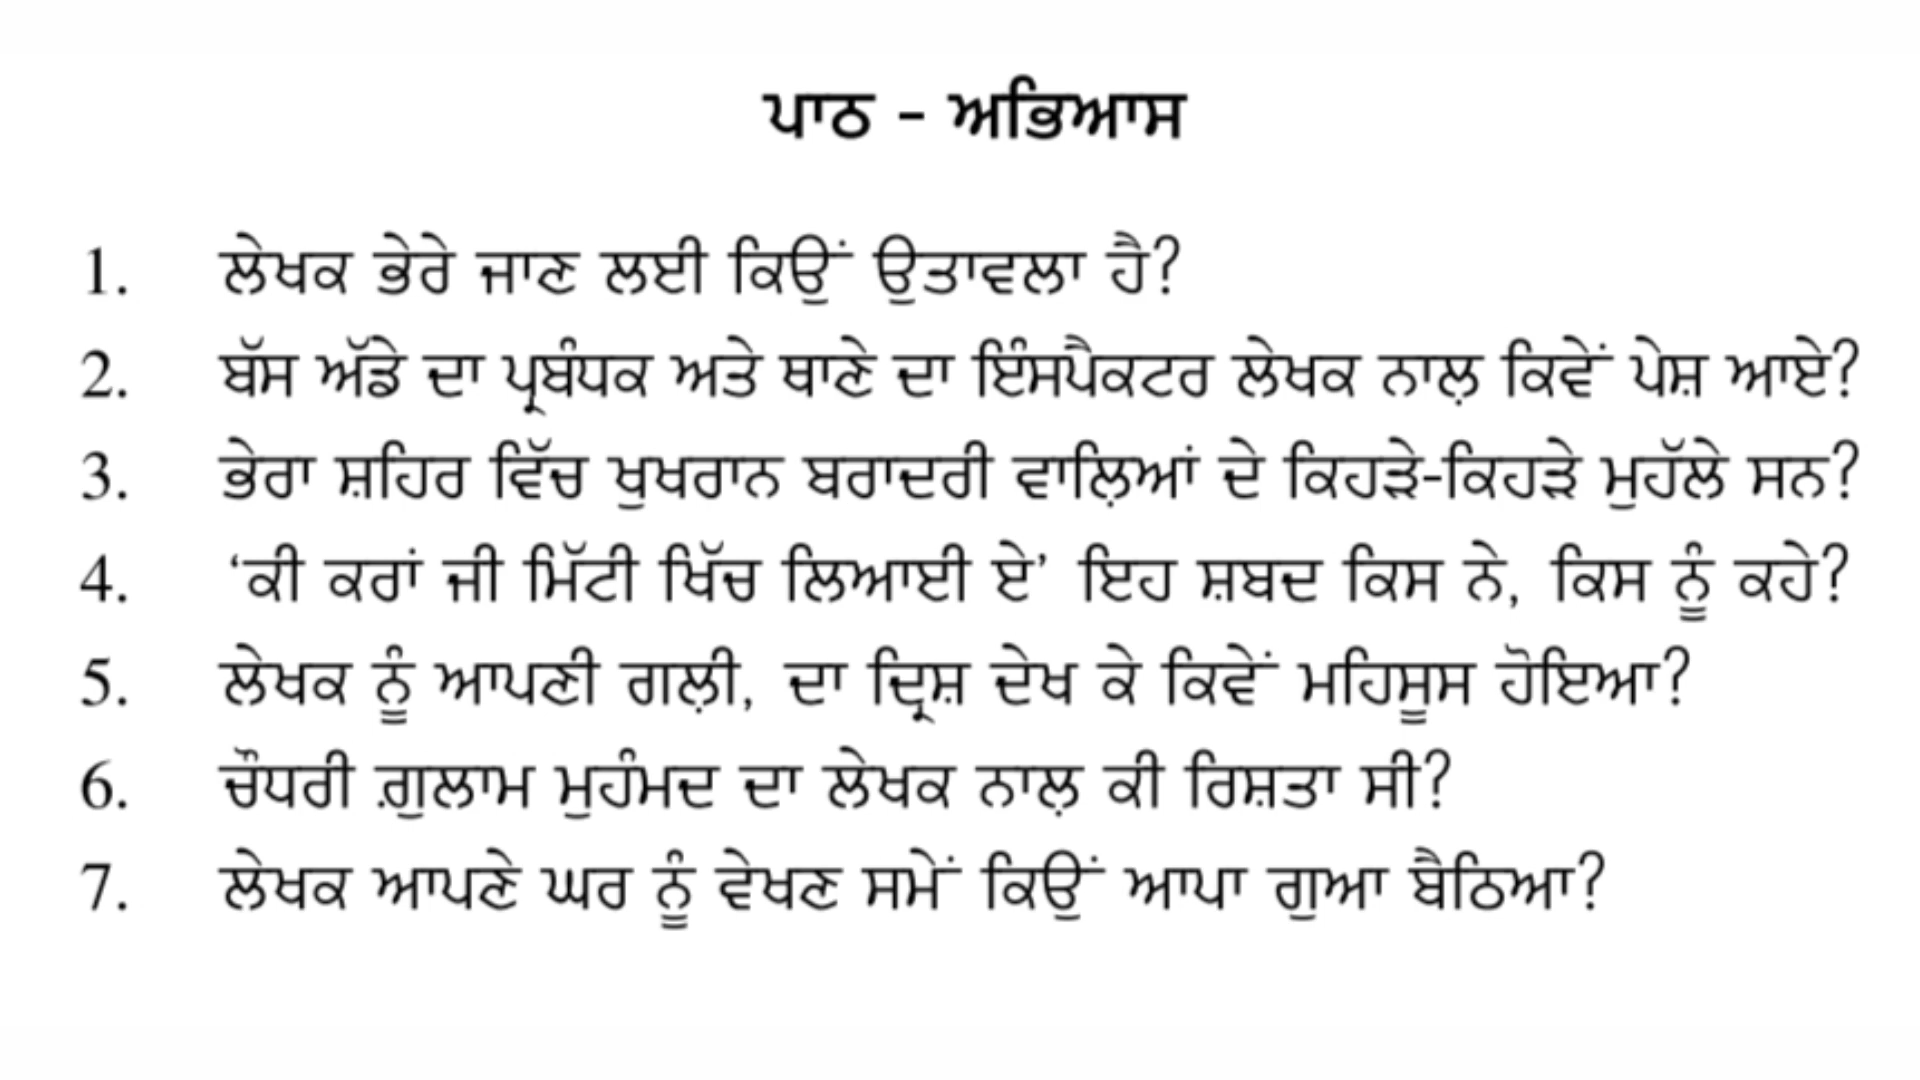 ਪਾਠ - ਅਭਿਆਸ
1. ਲੇਖਕ ਭੇਰੇ ਜਾਣ ਲਈ ਕਿਉਂ ਉਤਾਵਲਾ ਹੈ?
2. ਬੱਸ ਅੱਡੇ ਦਾ ਪ੍ਰਬੰਧਕ ਅਤੇ ਥਾਣੇ ਦਾ ਇੰਸਪੈਕਟਰ ਲੇਖਕ ਨਾਲ਼ ਕਿਵੇਂ ਪੇਸ਼ ਆਏ?
3. ਭੇਰਾ ਸ਼ਹਿਰ ਵਿੱਚ ਖੁਖਰਾਨ ਬਰਾਦਰੀ ਵਾਲ਼ਿਆਂ ਦੇ ਕਿਹੜੇ-ਕਿਹੜੇ ਮੁਹੱਲੇ ਸਨ?
4. ‘ਕੀ ਕਰਾਂ ਜੀ ਮਿੱਟੀ ਖਿੱਚ ਲਿਆਈ ਏ’ ਇਹ ਸ਼ਬਦ ਕਿਸ ਨੇ, ਕਿਸ ਨੂੰ ਕਹੇ?
5. ਲੇਖਕ ਨੂੰ ਆਪਣੀ ਗਲ਼ੀ, ਦਾ ਦ੍ਰਿਸ਼ ਦੇਖ ਕੇ ਕਿਵੇਂ ਮਹਿਸੂਸ ਹੋਇਆ?
6. ਚੌਧਰੀ ਗ਼ੁਲਾਮ ਮੁਹੰਮਦ ਦਾ ਲੇਖਕ ਨਾਲ਼ ਕੀ ਰਿਸ਼ਤਾ ਸੀ?
7. ਲੇਖਕ ਆਪਣੇ ਘਰ ਨੂੰ ਵੇਖਣ ਸਮੇਂ ਕਿਉਂ ਆਪਾ ਗੁਆ ਬੈਠਿਆ?